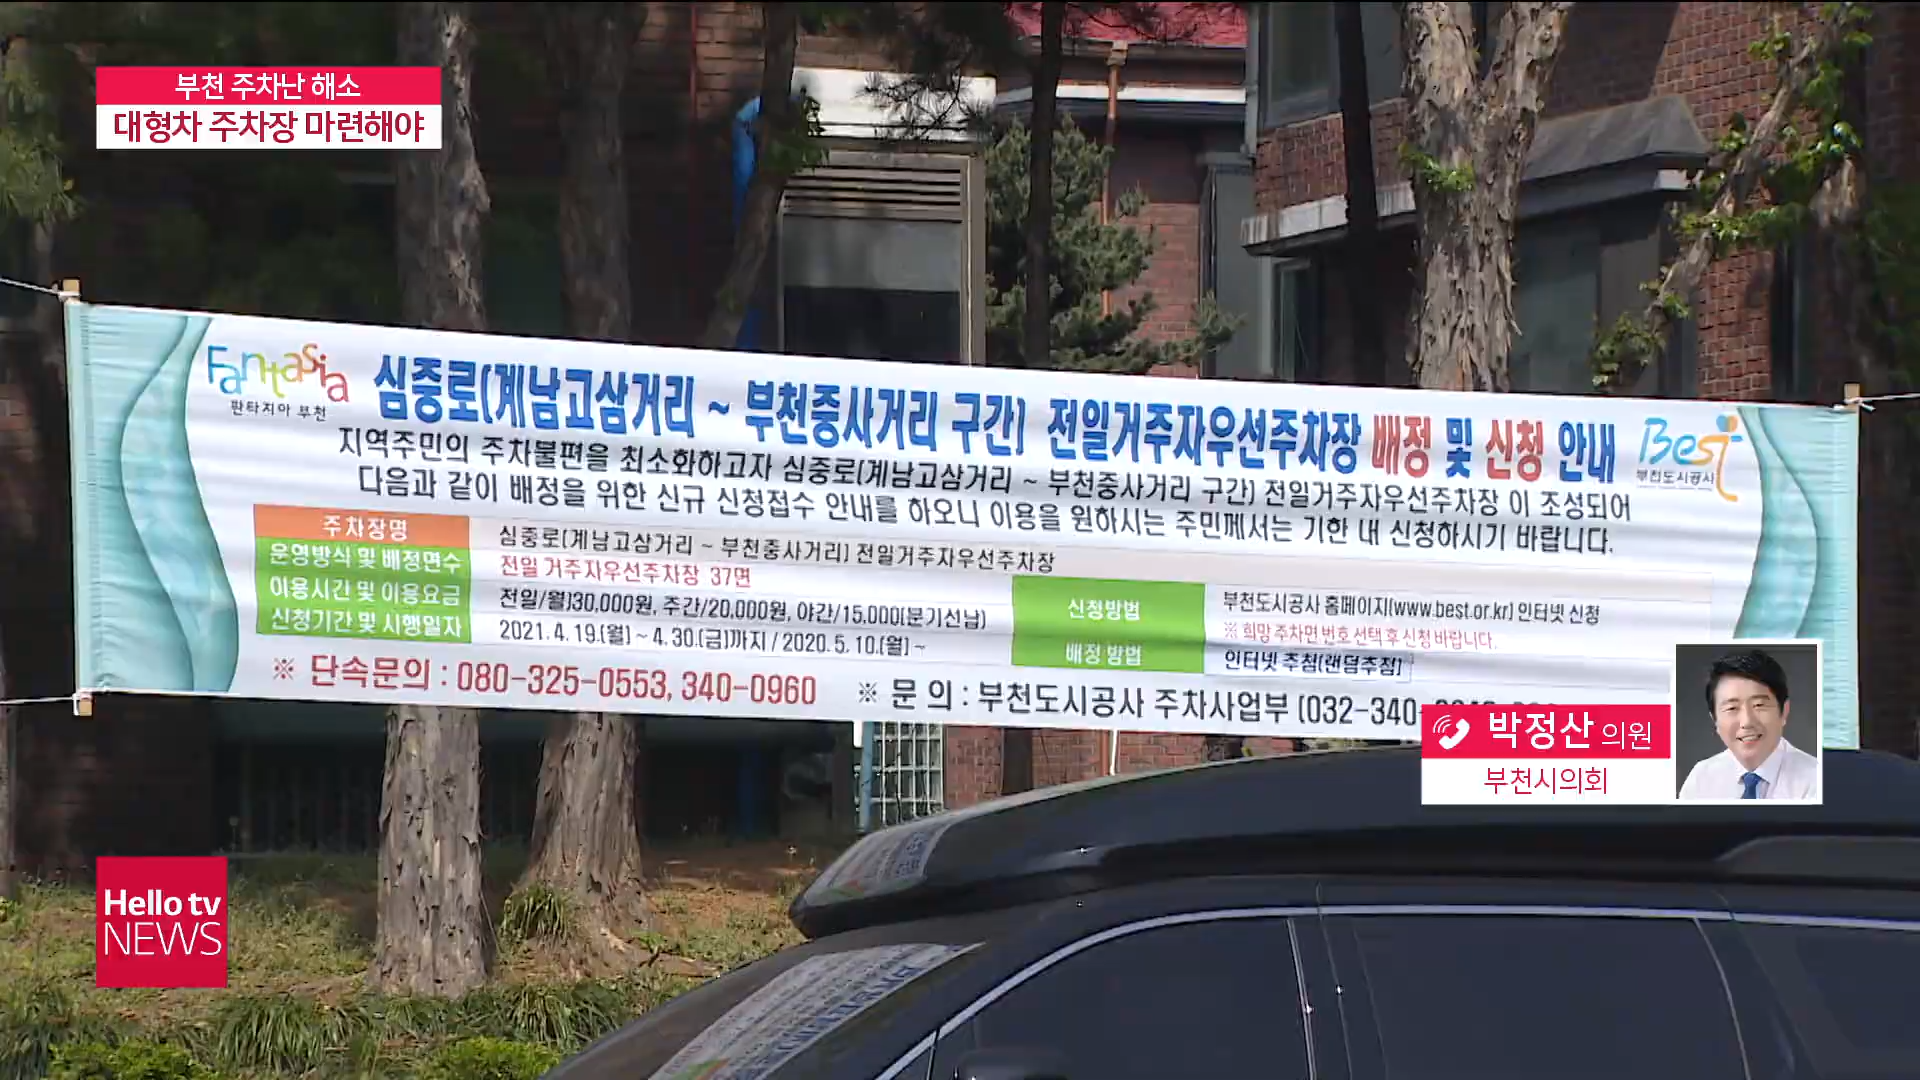 부천 주차난 해소
대형차 주차장 마련해야
Fantasia
판타지아 부천
심중로(계남고삼거리 ~ 부천중사거리 구간) 전일거주자우선주차장 배정 및 신청 안내
Best
부천도시공사
지역주민의 주차불편을 최소화하고자 심중로(계남고삼거리 ~ 부천중사거리 구간) 전일거주자우선주차장 이 조성되어
다음과 같이 배정을 위한 신규 신청접수 안내를 하오니 이용을 원하시는 주민께서는 기한 내 신청하시기 바랍니다.
주차장명
심중로(계남고삼거리 ~ 부천중사거리) 전일거주자우선주차장
운영방식 및 배정면수
전일 거주자우선주차장 37면
이용시간 및 이용요금
전일/월)30,000원, 주간/20,000원, 야간/15,000(분기선납)
신청기간 및 시행일자
2021. 4. 19.(월) ~ 4. 30.(금)까지 / 2020. 5. 10.(월) ~
신청방법
부천도시공사 홈페이지(www.best.or.kr) 인터넷 신청
※ 희망 주차면 번호 선택 후 신청 바랍니다.
배정 방법
인터넷 추첨(랜덤추첨)
※ 단속문의 : 080-325-0553, 340-0960
※ 문 의 : 부천도시공사 주차사업부 (032-340-
박정산 의원
부천시의회
Hello tv
NEWS